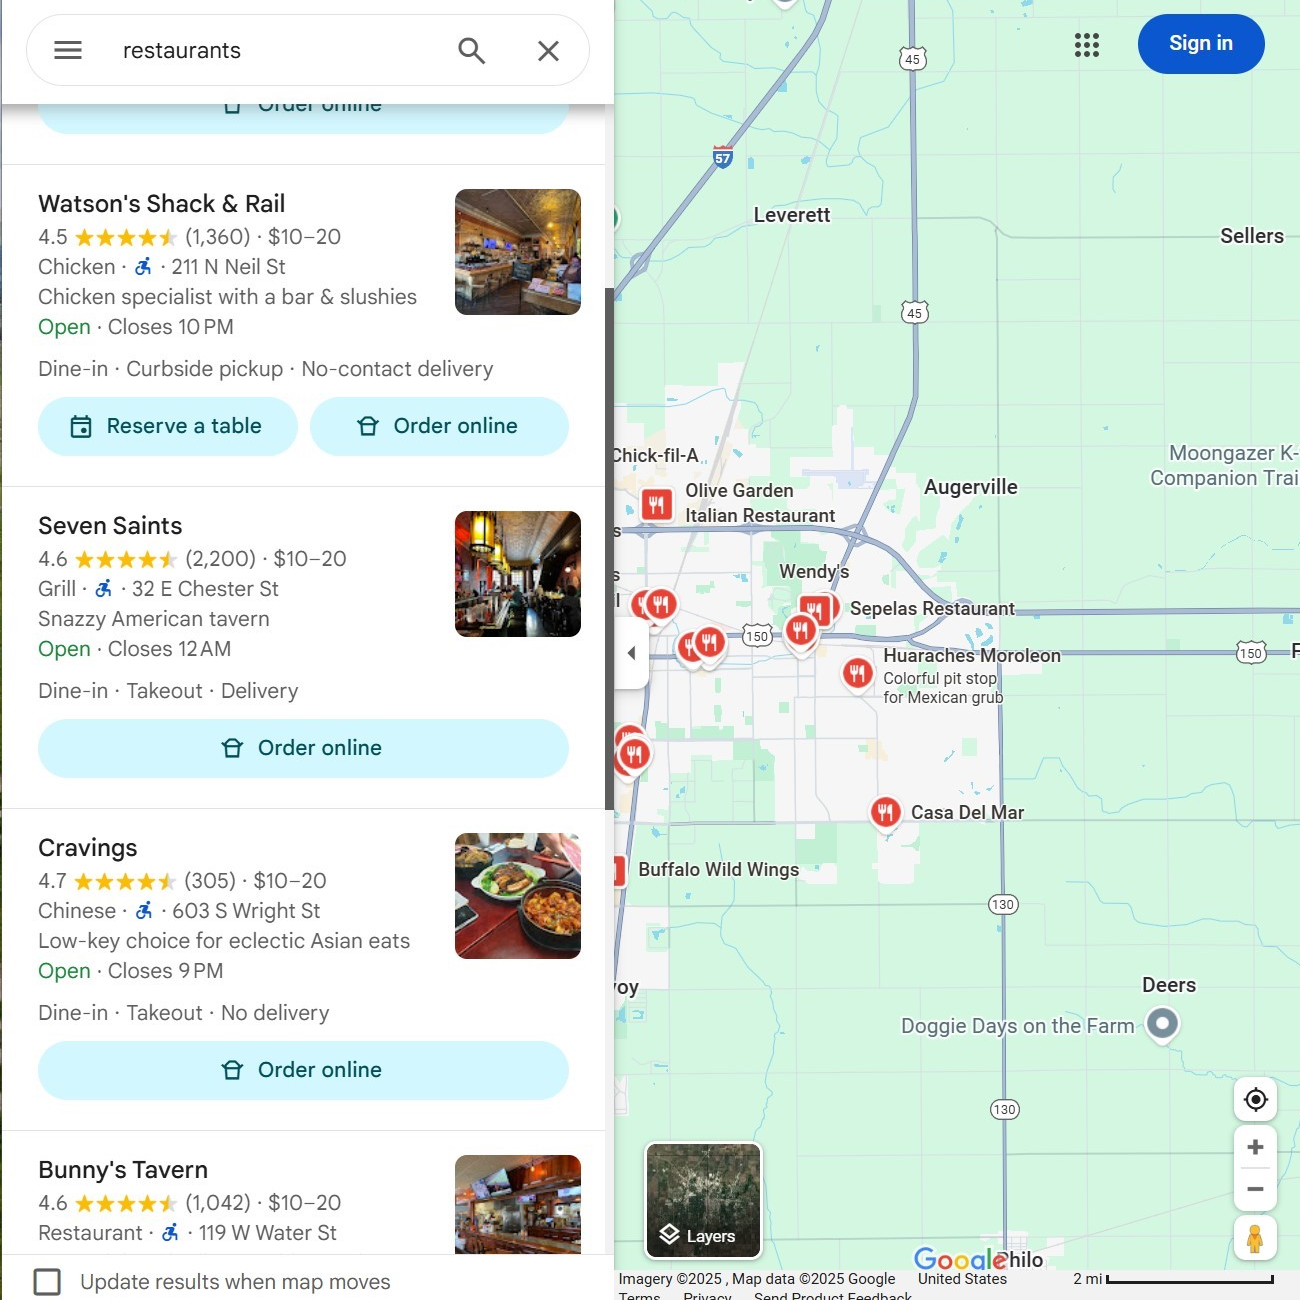 restaurants
Order online
Watson's Shack & Rail
4.5 (1,360) · $10–20
Chicken · · 211 N Neil St
Chicken specialist with a bar & slushies
Open · Closes 10 PM
Dine-in · Curbside pickup · No-contact delivery
Reserve a table
Order online
Seven Saints
4.6 (2,200) · $10–20
Grill · · 32 E Chester St
Snazzy American tavern
Open · Closes 12 AM
Dine-in · Takeout · Delivery
Order online
Cravings
4.7 (305) · $10–20
Chinese · · 603 S Wright St
Low-key choice for eclectic Asian eats
Open · Closes 9 PM
Dine-in · Takeout · No delivery
Order online
Bunny's Tavern
4.6 (1,042) · $10–20
Restaurant · · 119 W Water St
Update results when map moves
Sign in
45
57
Leverett
Sellers
45
Chick-fil-A
Moongazer K-
Companion Trai
Olive Garden
Italian Restaurant
Augerville
Wendy's
Sepelas Restaurant
150
150
Huaraches Moroleon
Colorful pit stop
for Mexican grub
Casa Del Mar
Buffalo Wild Wings
130
voy
Deers
Doggie Days on the Farm
130
Layers
Google
Philo
Imagery ©2025 , Map data ©2025 Google United States 2 mi
Terms Privacy Send Product Feedback